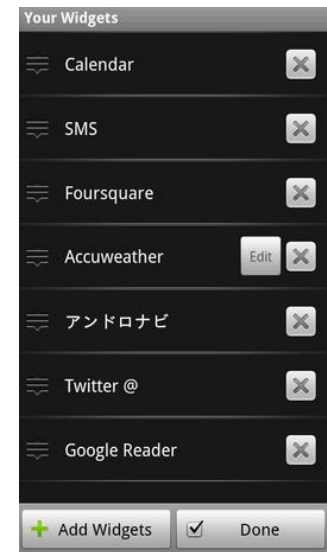 Your Widgets
Calendar
SMS
Foursquare
Accuweather Edit
アンドロナビ
Twitter @
Google Reader
Add Widgets Done